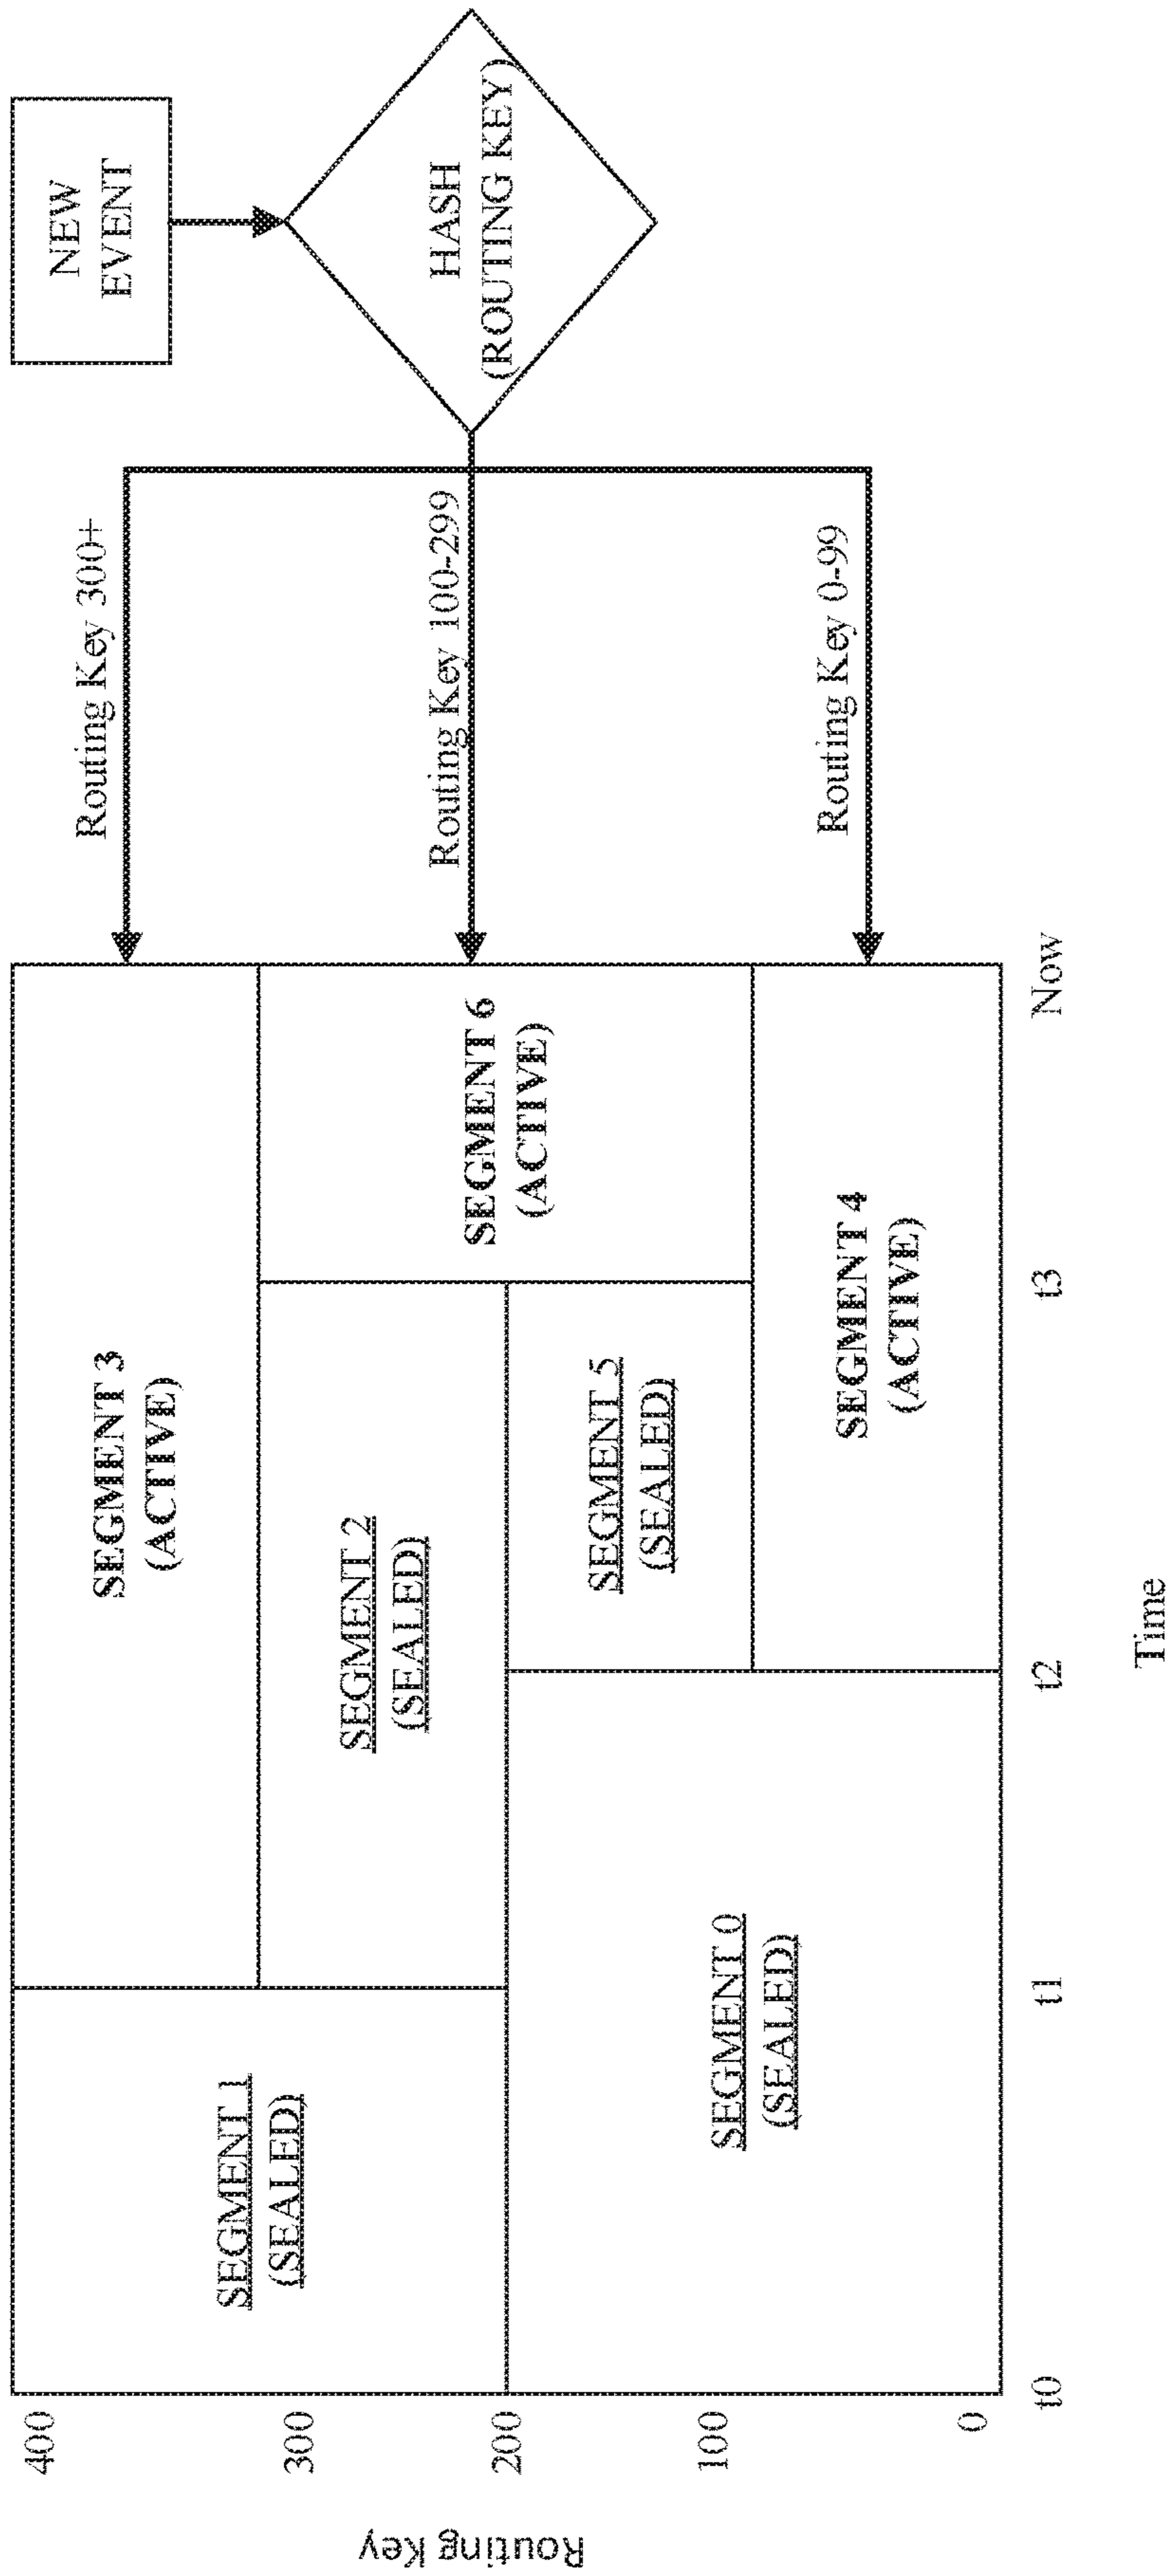 NEW
EVENT
HASH
(ROUTING KEY)
Routing Key 300+
Routing Key 100-299
Routing Key 0-99
SEGMENT 1
(SEALED)
SEGMENT 3
(ACTIVE)
SEGMENT 2
(SEALED)
SEGMENT 6
(ACTIVE)
SEGMENT 5
(SEALED)
SEGMENT 0
(SEALED)
SEGMENT 4
(ACTIVE)
400
300
200
100
0
Routing Key
t0
t1
t2
t3
Now
Time